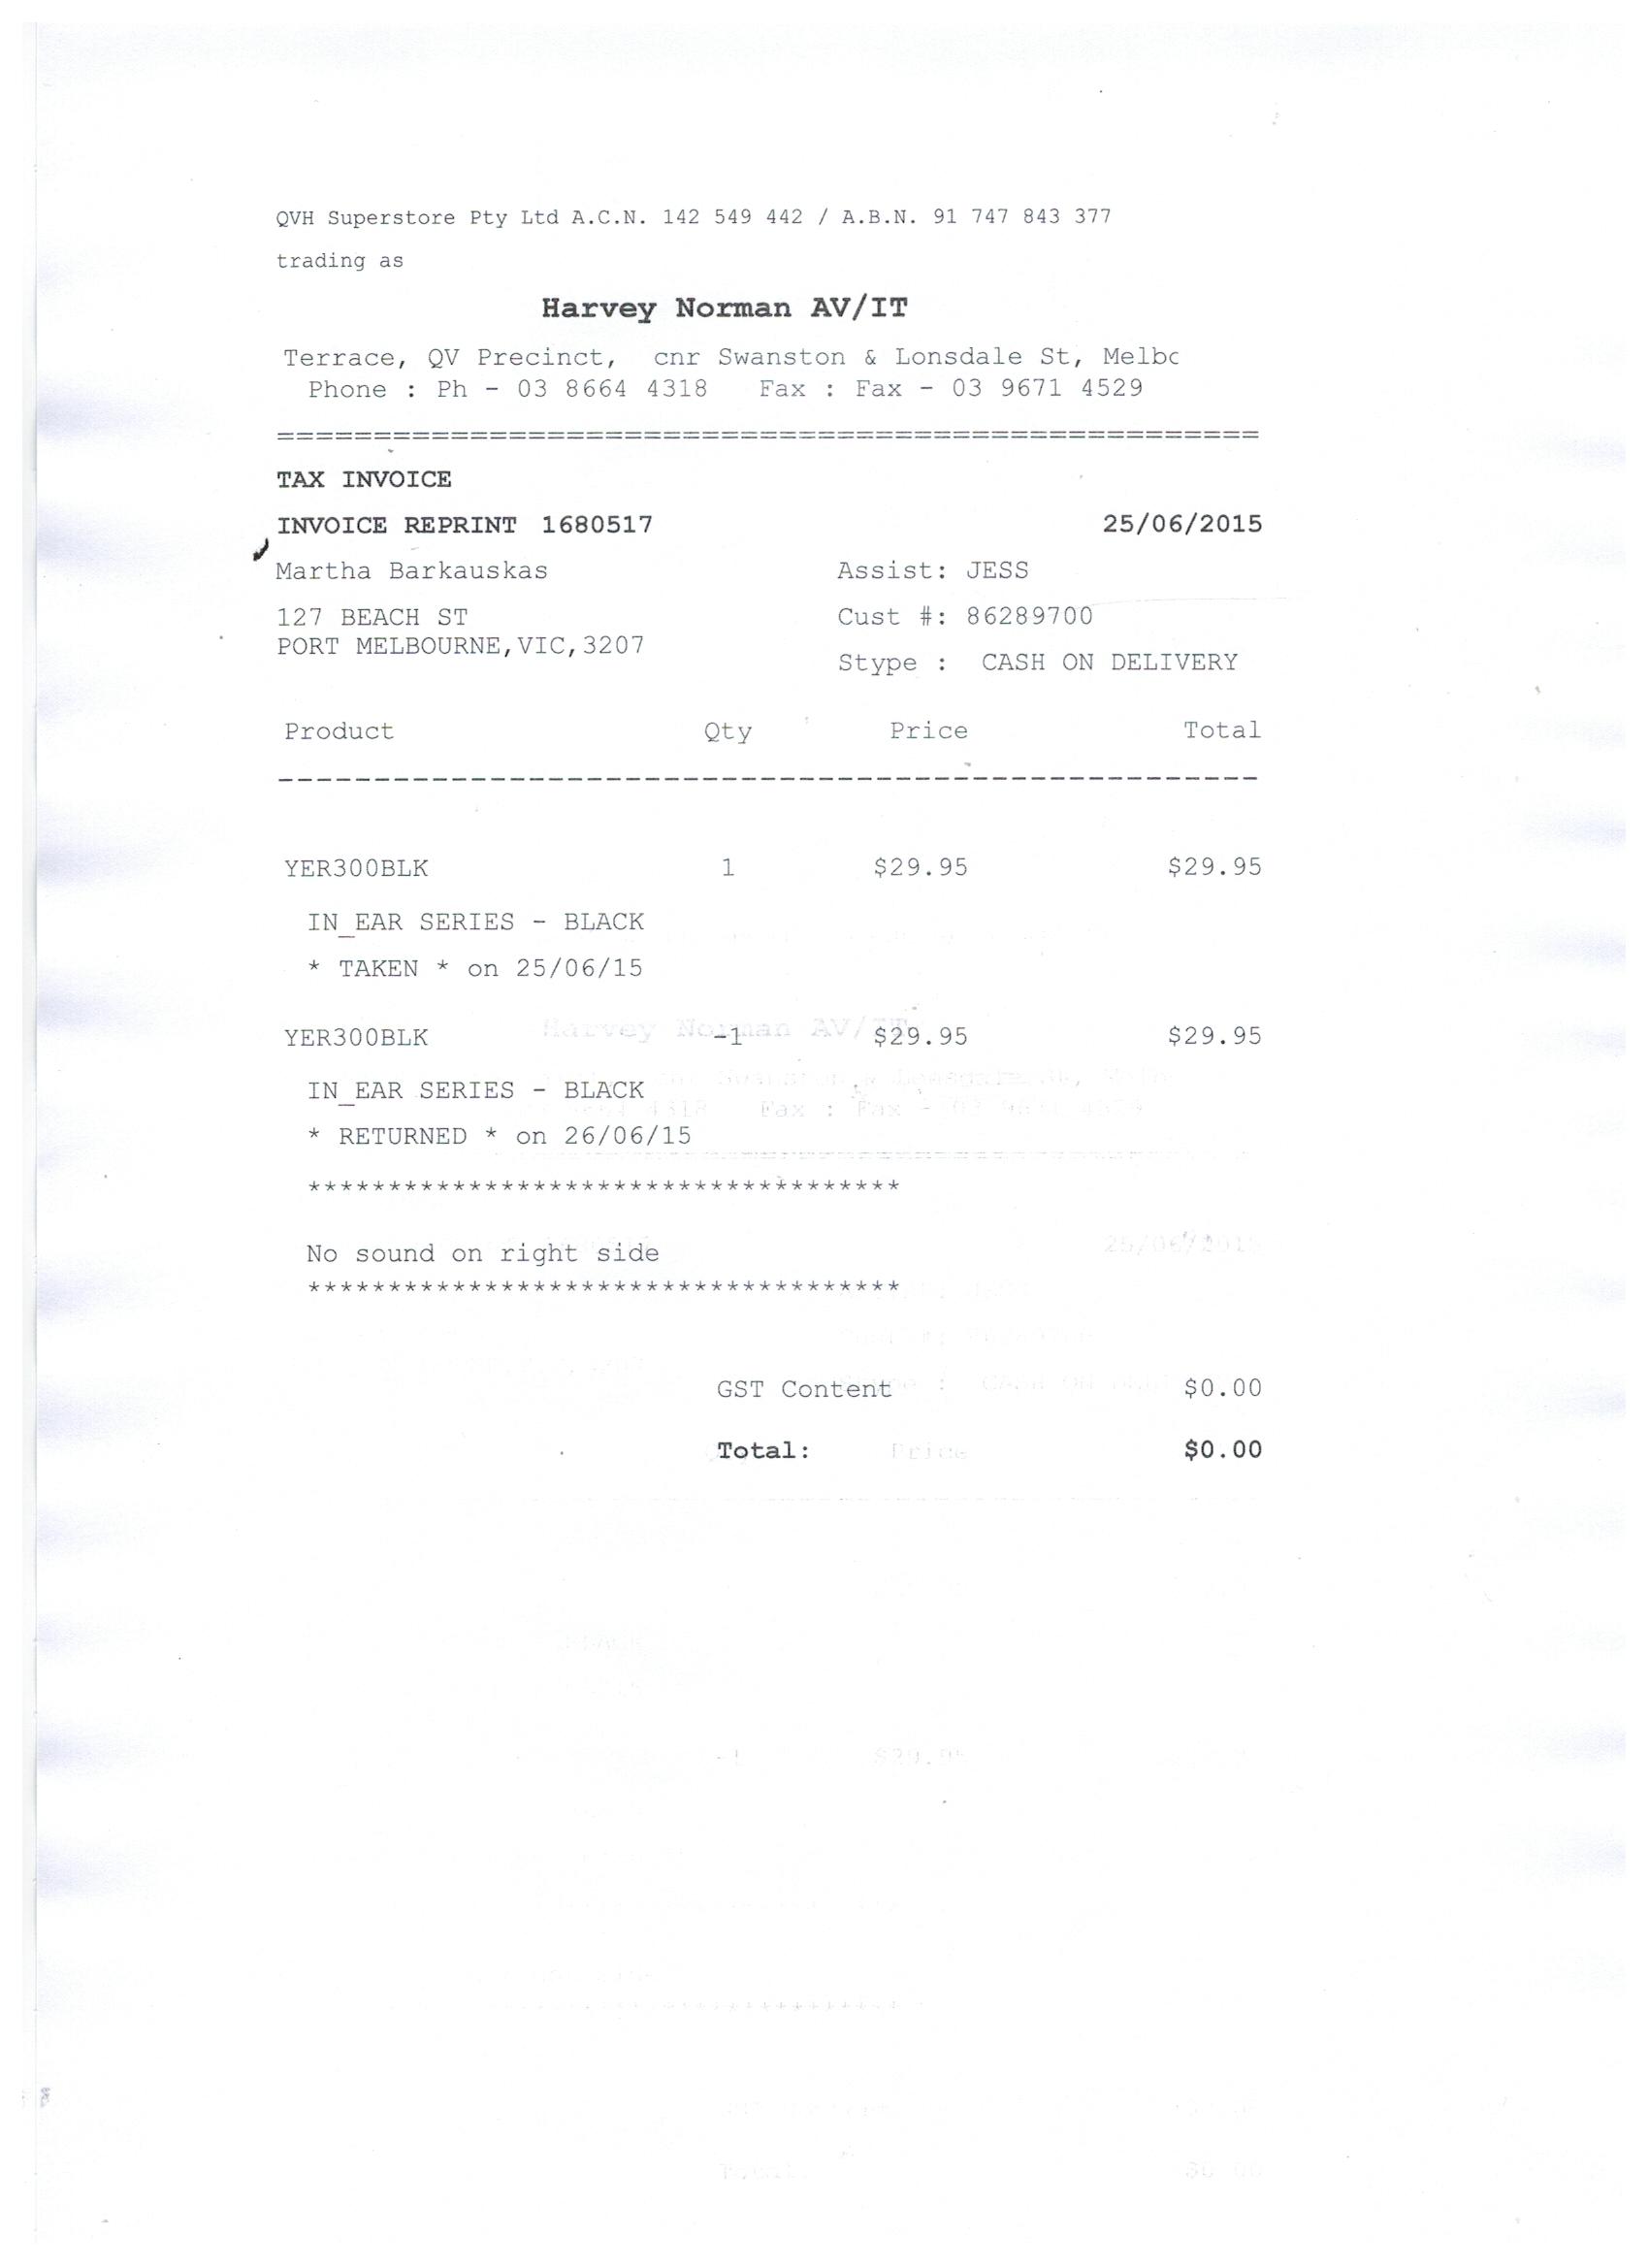 QVH Superstore Pty Ltd A.C.N. 142 549 442 / A.B.N. 91 747 843 377
trading as
Harvey Norman AV/IT
Terrace, QV Precinct, cnr Swanston & Lonsdale St, Melbc
Phone : Ph - 03 8664 4318 Fax : Fax - 03 9671 4529
=============================================================
TAX INVOICE
INVOICE REPRINT 1680517 25/06/2015
Martha Barkauskas Assist: JESS
127 BEACH ST Cust #: 86289700
PORT MELBOURNE,VIC,3207
Stype : CASH ON DELIVERY
Product Qty Price Total
-------------------------------------------------------------
YER300BLK 1 $29.95 $29.95
IN_EAR SERIES - BLACK
* TAKEN * on 25/06/15
YER300BLK -1 $29.95 $29.95
IN_EAR SERIES - BLACK
* RETURNED * on 26/06/15
*************************************
No sound on right side
*************************************
GST Content $0.00
Total: $0.00